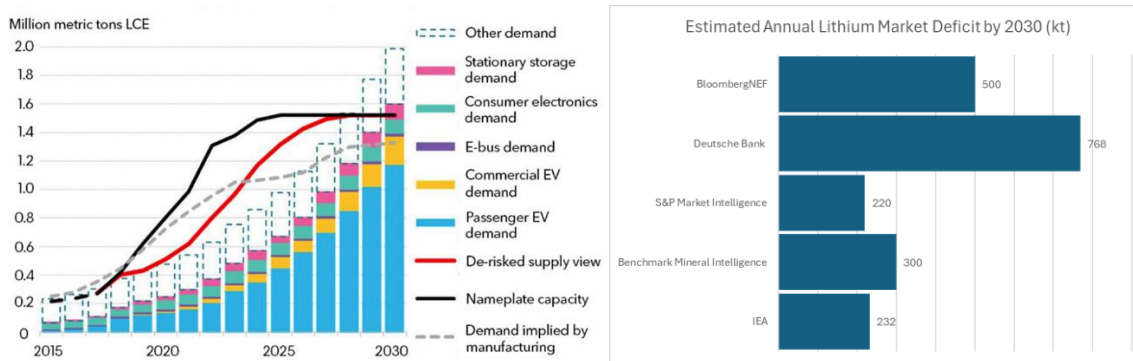 Million metric tons LCE
2.0
1.8
1.6
1.4
1.2
1.0
0.8
0.6
0.4
0.2
0
2015
2020
2025
2030
Other demand
Stationary storage
demand
Consumer electronics
demand
E-bus demand
Commercial EV
demand
Passenger EV
demand
De-risked supply view
Nameplate capacity
Demand implied by
manufacturing
Estimated Annual Lithium Market Deficit by 2030 (kt)
BloombergNEF
500
Deutsche Bank
768
S&P Market Intelligence
220
Benchmark Mineral Intelligence
300
IEA
232